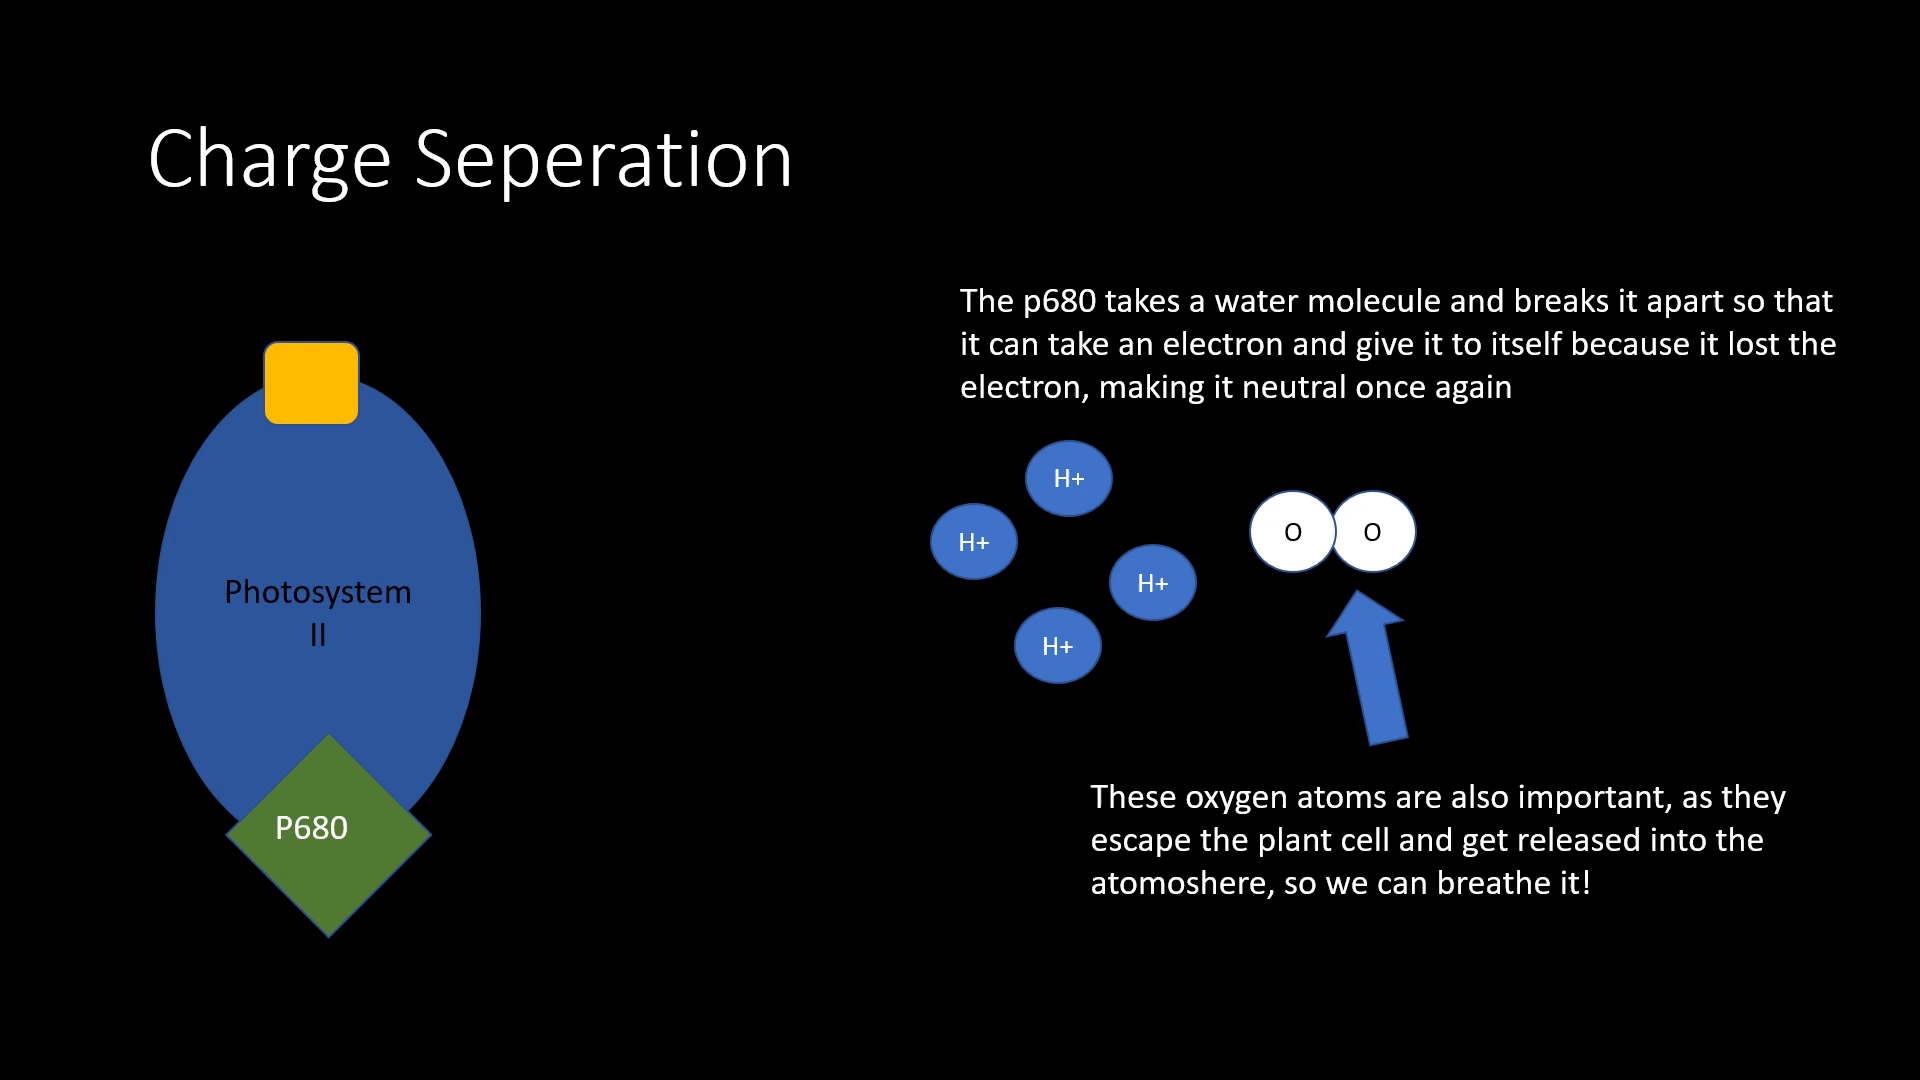 Charge Seperation
The p680 takes a water molecule and breaks it apart so that
it can take an electron and give it to itself because it lost the
electron, making it neutral once again
H+
H+
H+
H+
O
O
Photosystem
II
P680
These oxygen atoms are also important, as they
escape the plant cell and get released into the
atomoshere, so we can breathe it!